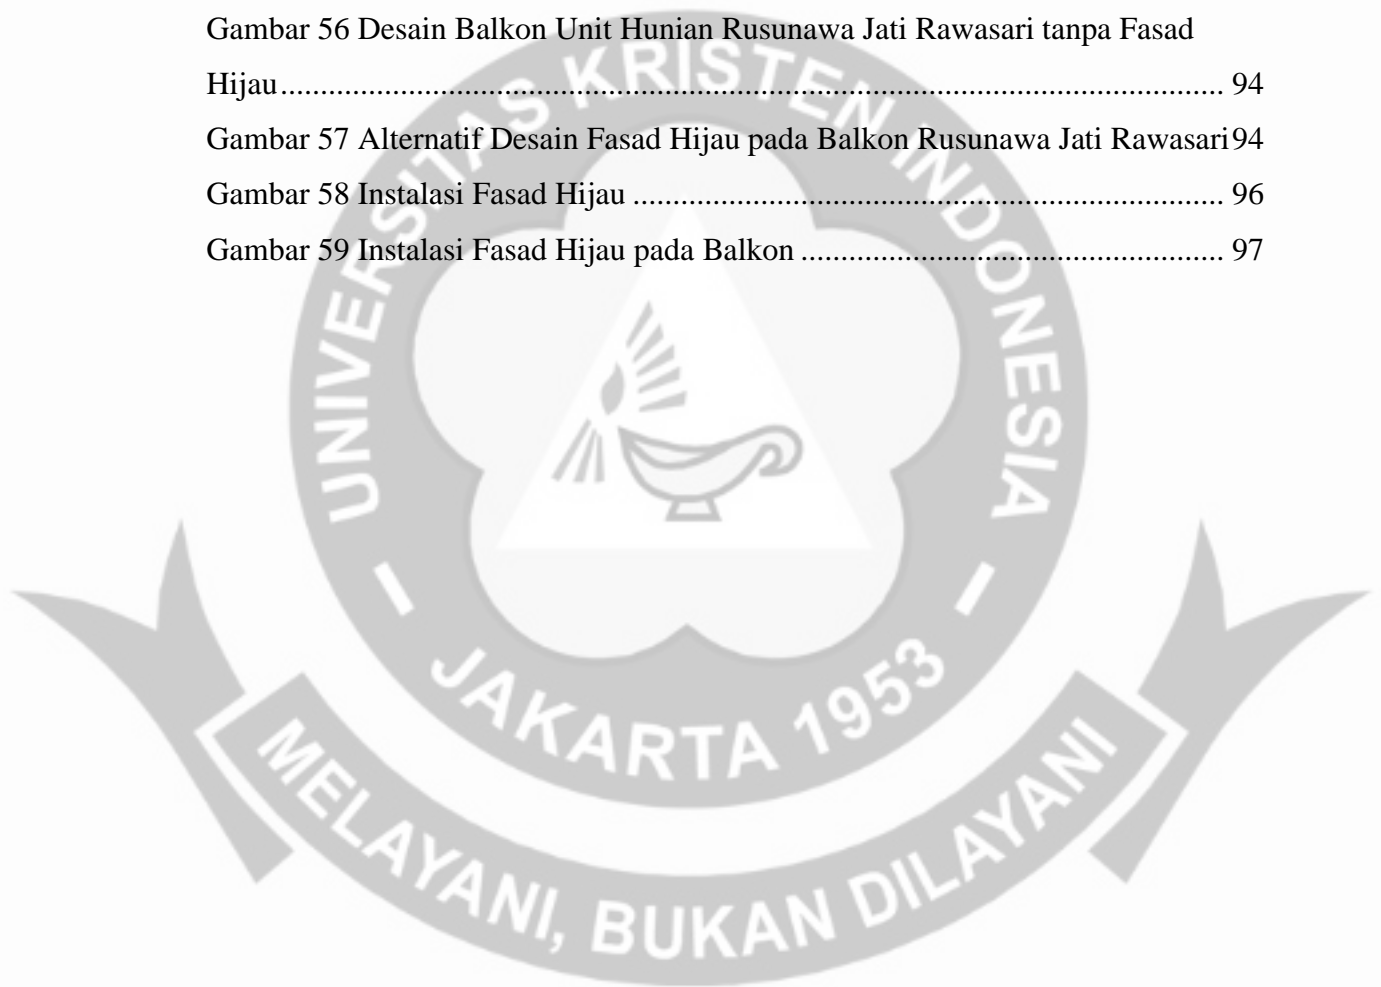 Gambar 56 Desain Balkon Unit Hunian Rusunawa Jati Rawasari tanpa Fasad
Hijau...................................................................................................................... 94
Gambar 57 Alternatif Desain Fasad Hijau pada Balkon Rusunawa Jati Rawasari94
Gambar 58 Instalasi Fasad Hijau .......................................................................... 96
Gambar 59 Instalasi Fasad Hijau pada Balkon ..................................................... 97
UNIVERSITAS KRISTEN INDONESIA
- JAKARTA 1953 -
MELAYANI, BUKAN DILAYANI